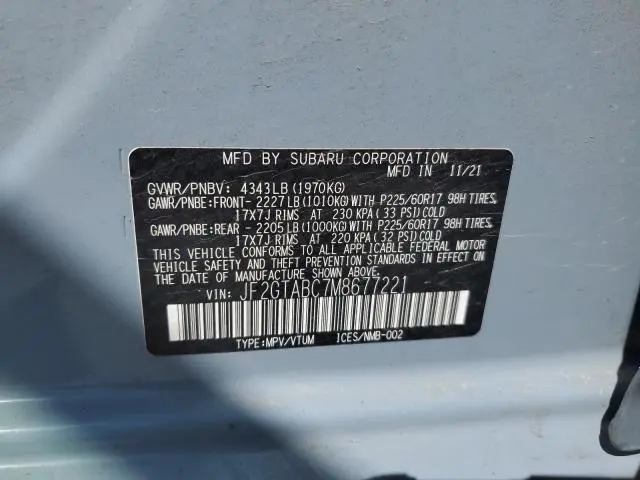 MFD BY SUBARU CORPORATION
MFD IN 11/21
GVWR/PNBV: 4343LB(1970KG)
GAWR/PNBE:FRONT- 2227LB(1010KG)WITH P225/60R17 98H TIRES,
17X7J RIMS AT 230 KPA(33 PSI)COLD
GAWR/PNBE:REAR - 2205LB(1000KG)WITH P225/60R17 98H TIRES,
17X7J RIMS AT 220 KPA(32 PSI)COLD
THIS VEHICLE CONFORMS TO ALL APPLICABLE FEDERAL MOTOR
VEHICLE SAFETY AND THEFT PREVENTION STANDARDS IN EFFECT ON
THE DATE OF MANUFACTURE SHOWN ABOVE.
VIN: JF2GTABC7M8677221
TYPE:MPV/VTUM ICES/NMB-002